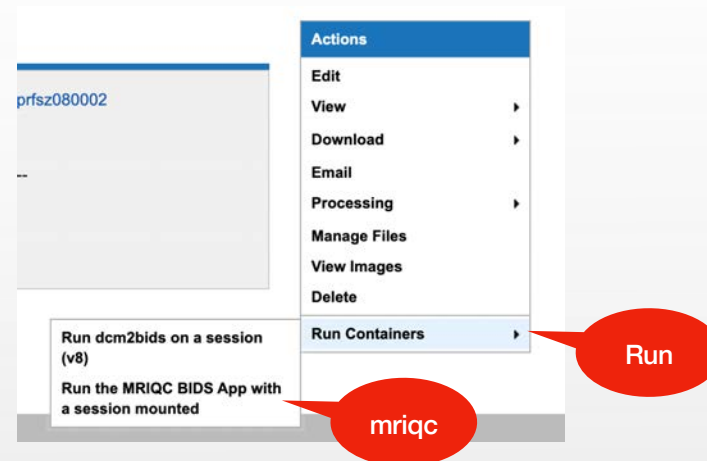 Actions
prfsz080002
--
Edit
View
Download
Email
Processing
Manage Files
View Images
Delete
Run Containers
Run dcm2bids on a session
(v8)
Run the MRIQC BIDS App with
a session mounted
Run
mriqc